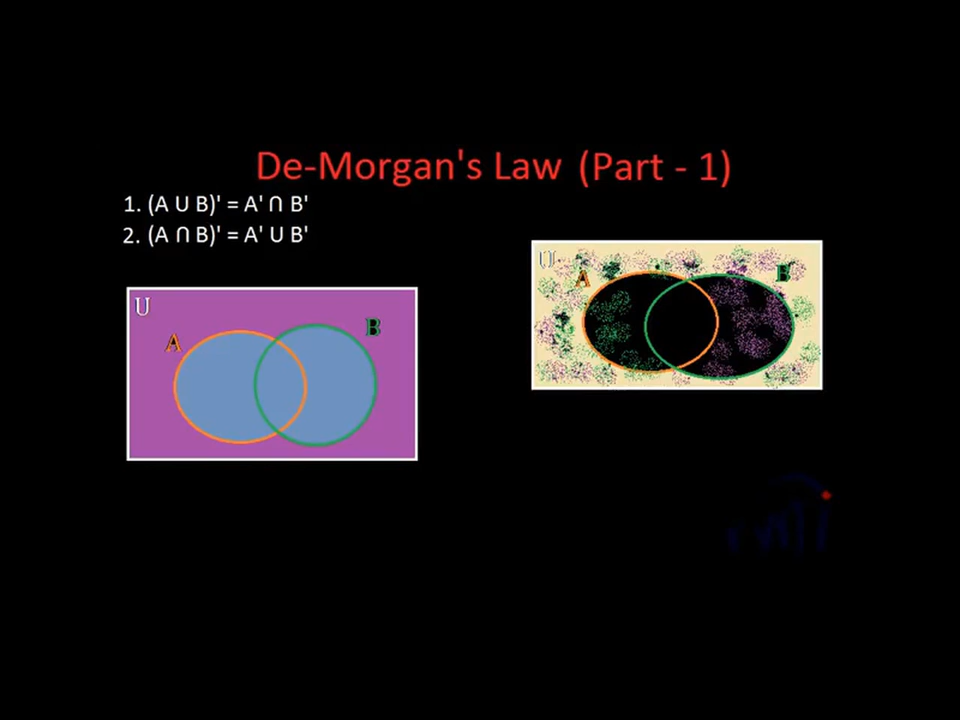 De-Morgan's Law (Part - 1)
1. (A U B)' = A' ∩ B'
2. (A ∩ B)' = A' U B'
U
A
B
U
A
B